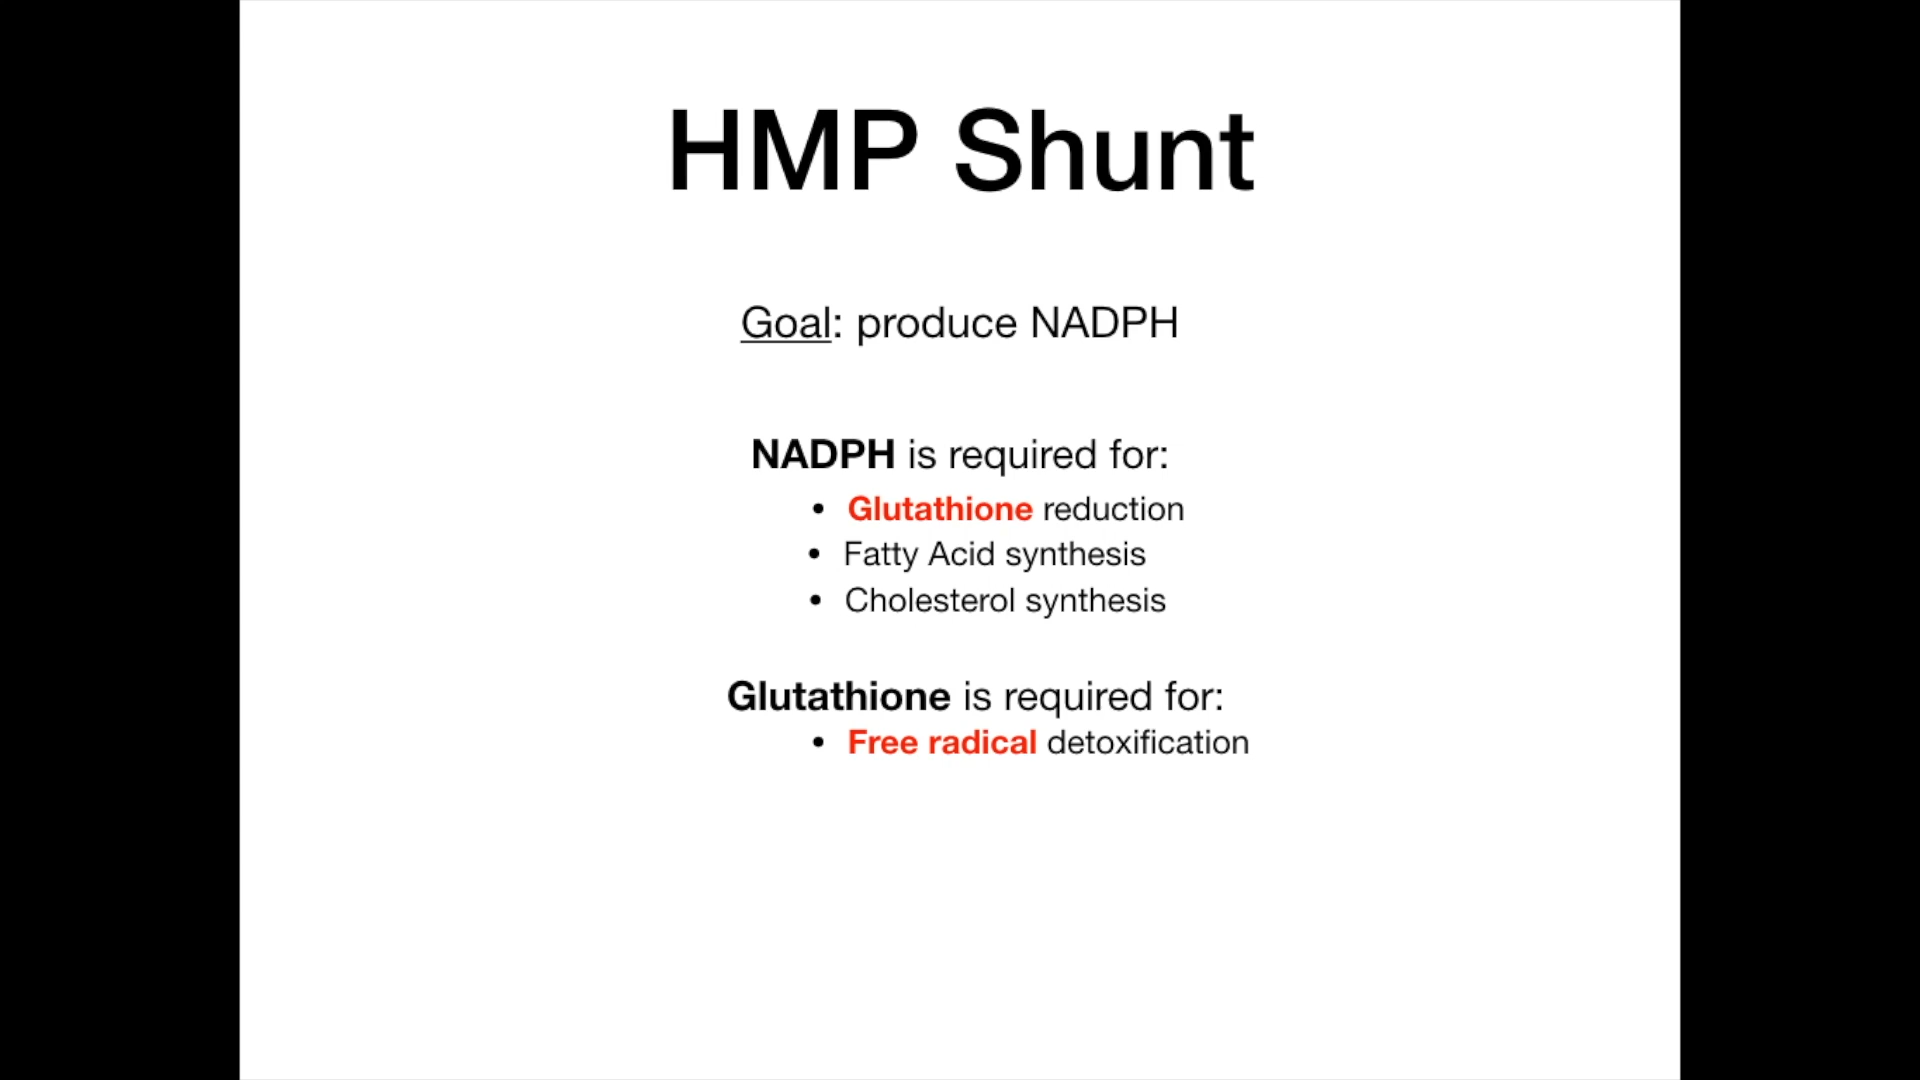 HMP Shunt
Goal: produce NADPH
NADPH is required for:
• Glutathione reduction
• Fatty Acid synthesis
• Cholesterol synthesis
Glutathione is required for:
• Free radical detoxification